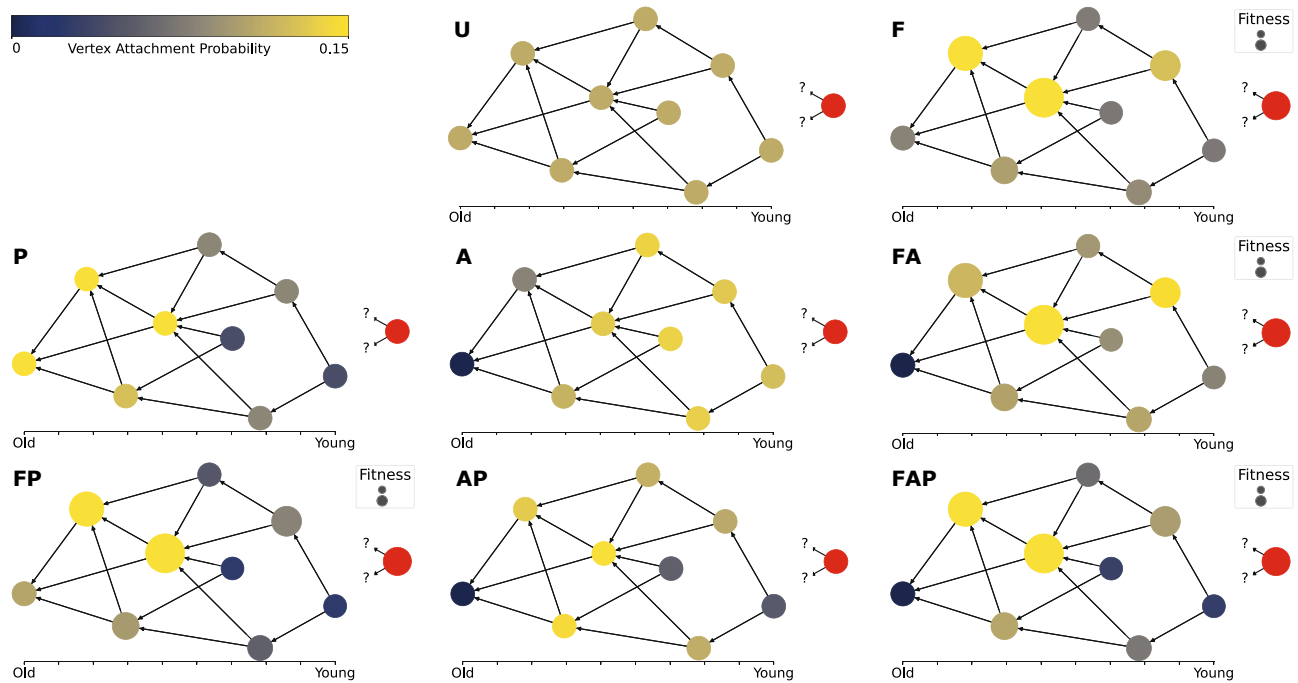 0 Vertex Attachment Probability 0.15
U
?
?
Old Young
F
Fitness
?
?
Old Young
P
?
?
Old Young
A
?
?
Old Young
FA
Fitness
?
?
Old Young
FP
Fitness
?
?
Old Young
AP
?
?
Old Young
FAP
Fitness
?
?
Old Young